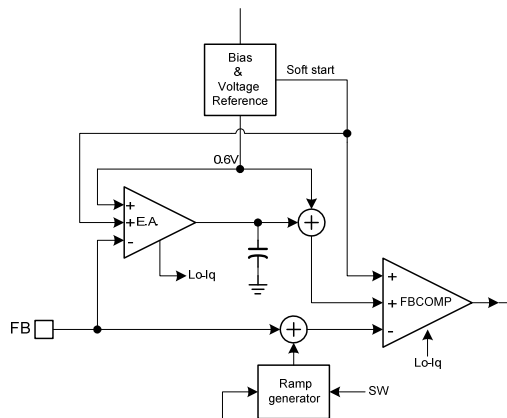 Bias
&
Voltage
Reference
Soft start
0.6V
+
+
-
E.A.
+
Lo-Iq
+
+
-
FBCOMP
FB
+
Lo-Iq
Ramp
generator
SW